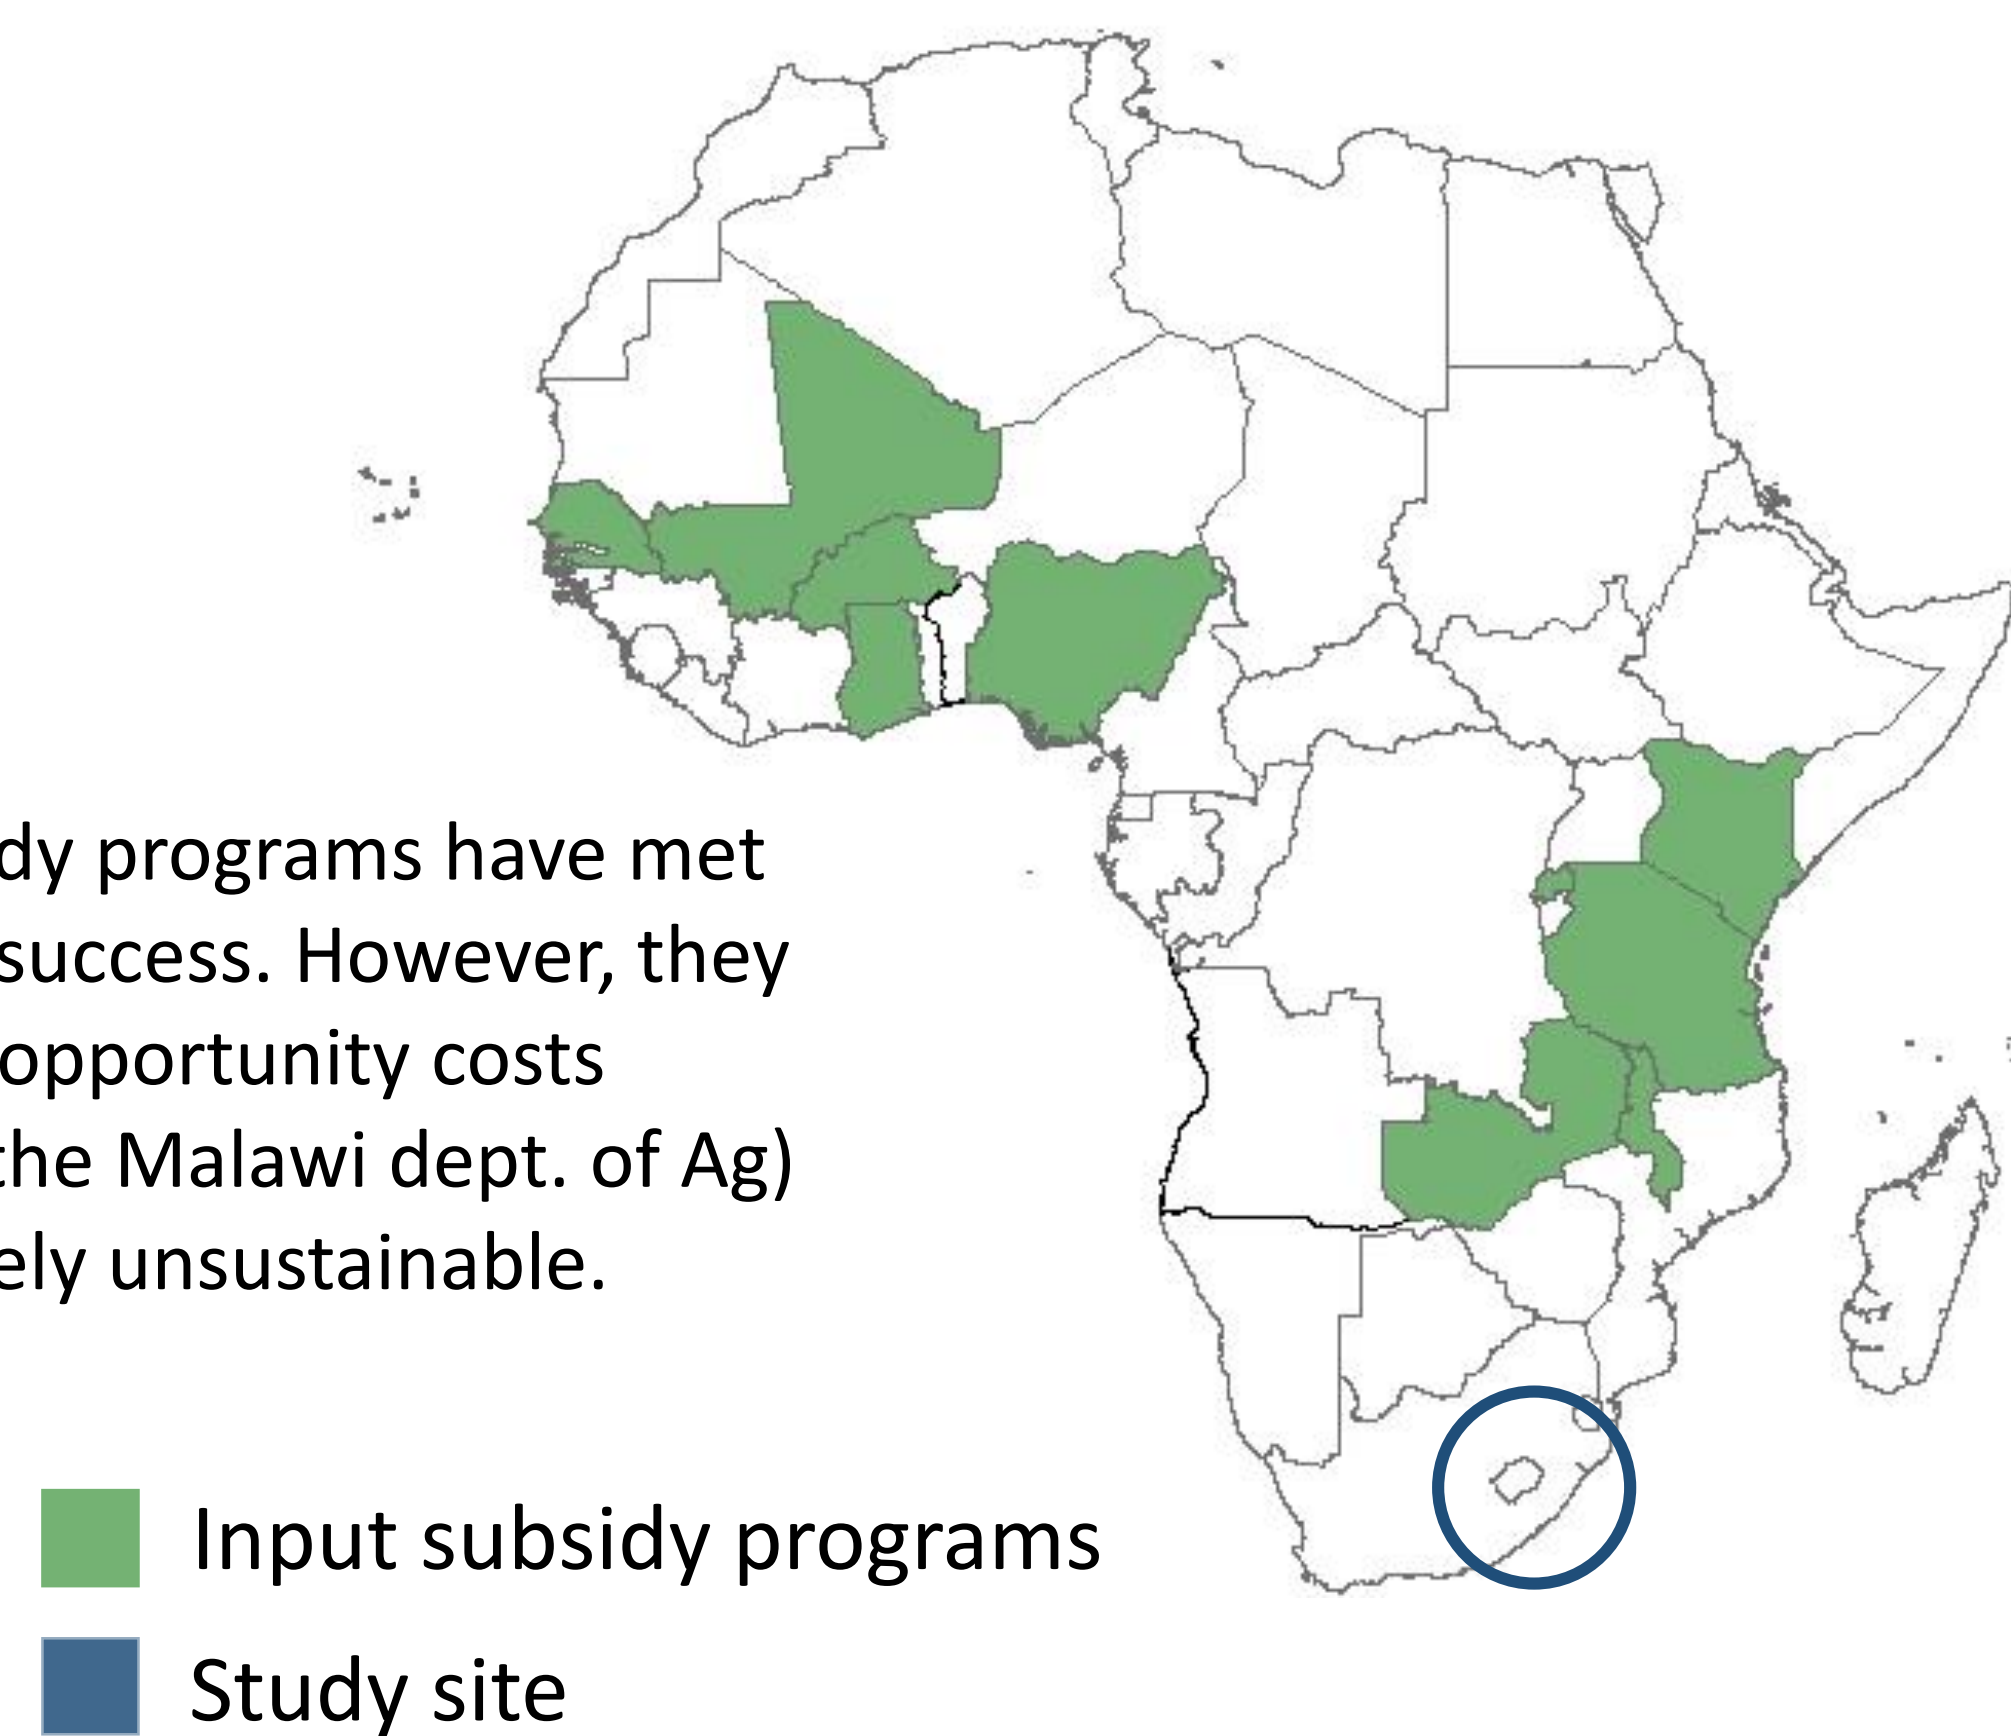 dy programs have met
success. However, they
opportunity costs
the Malawi dept. of Ag)
ely unsustainable.
Input subsidy programs
Study site